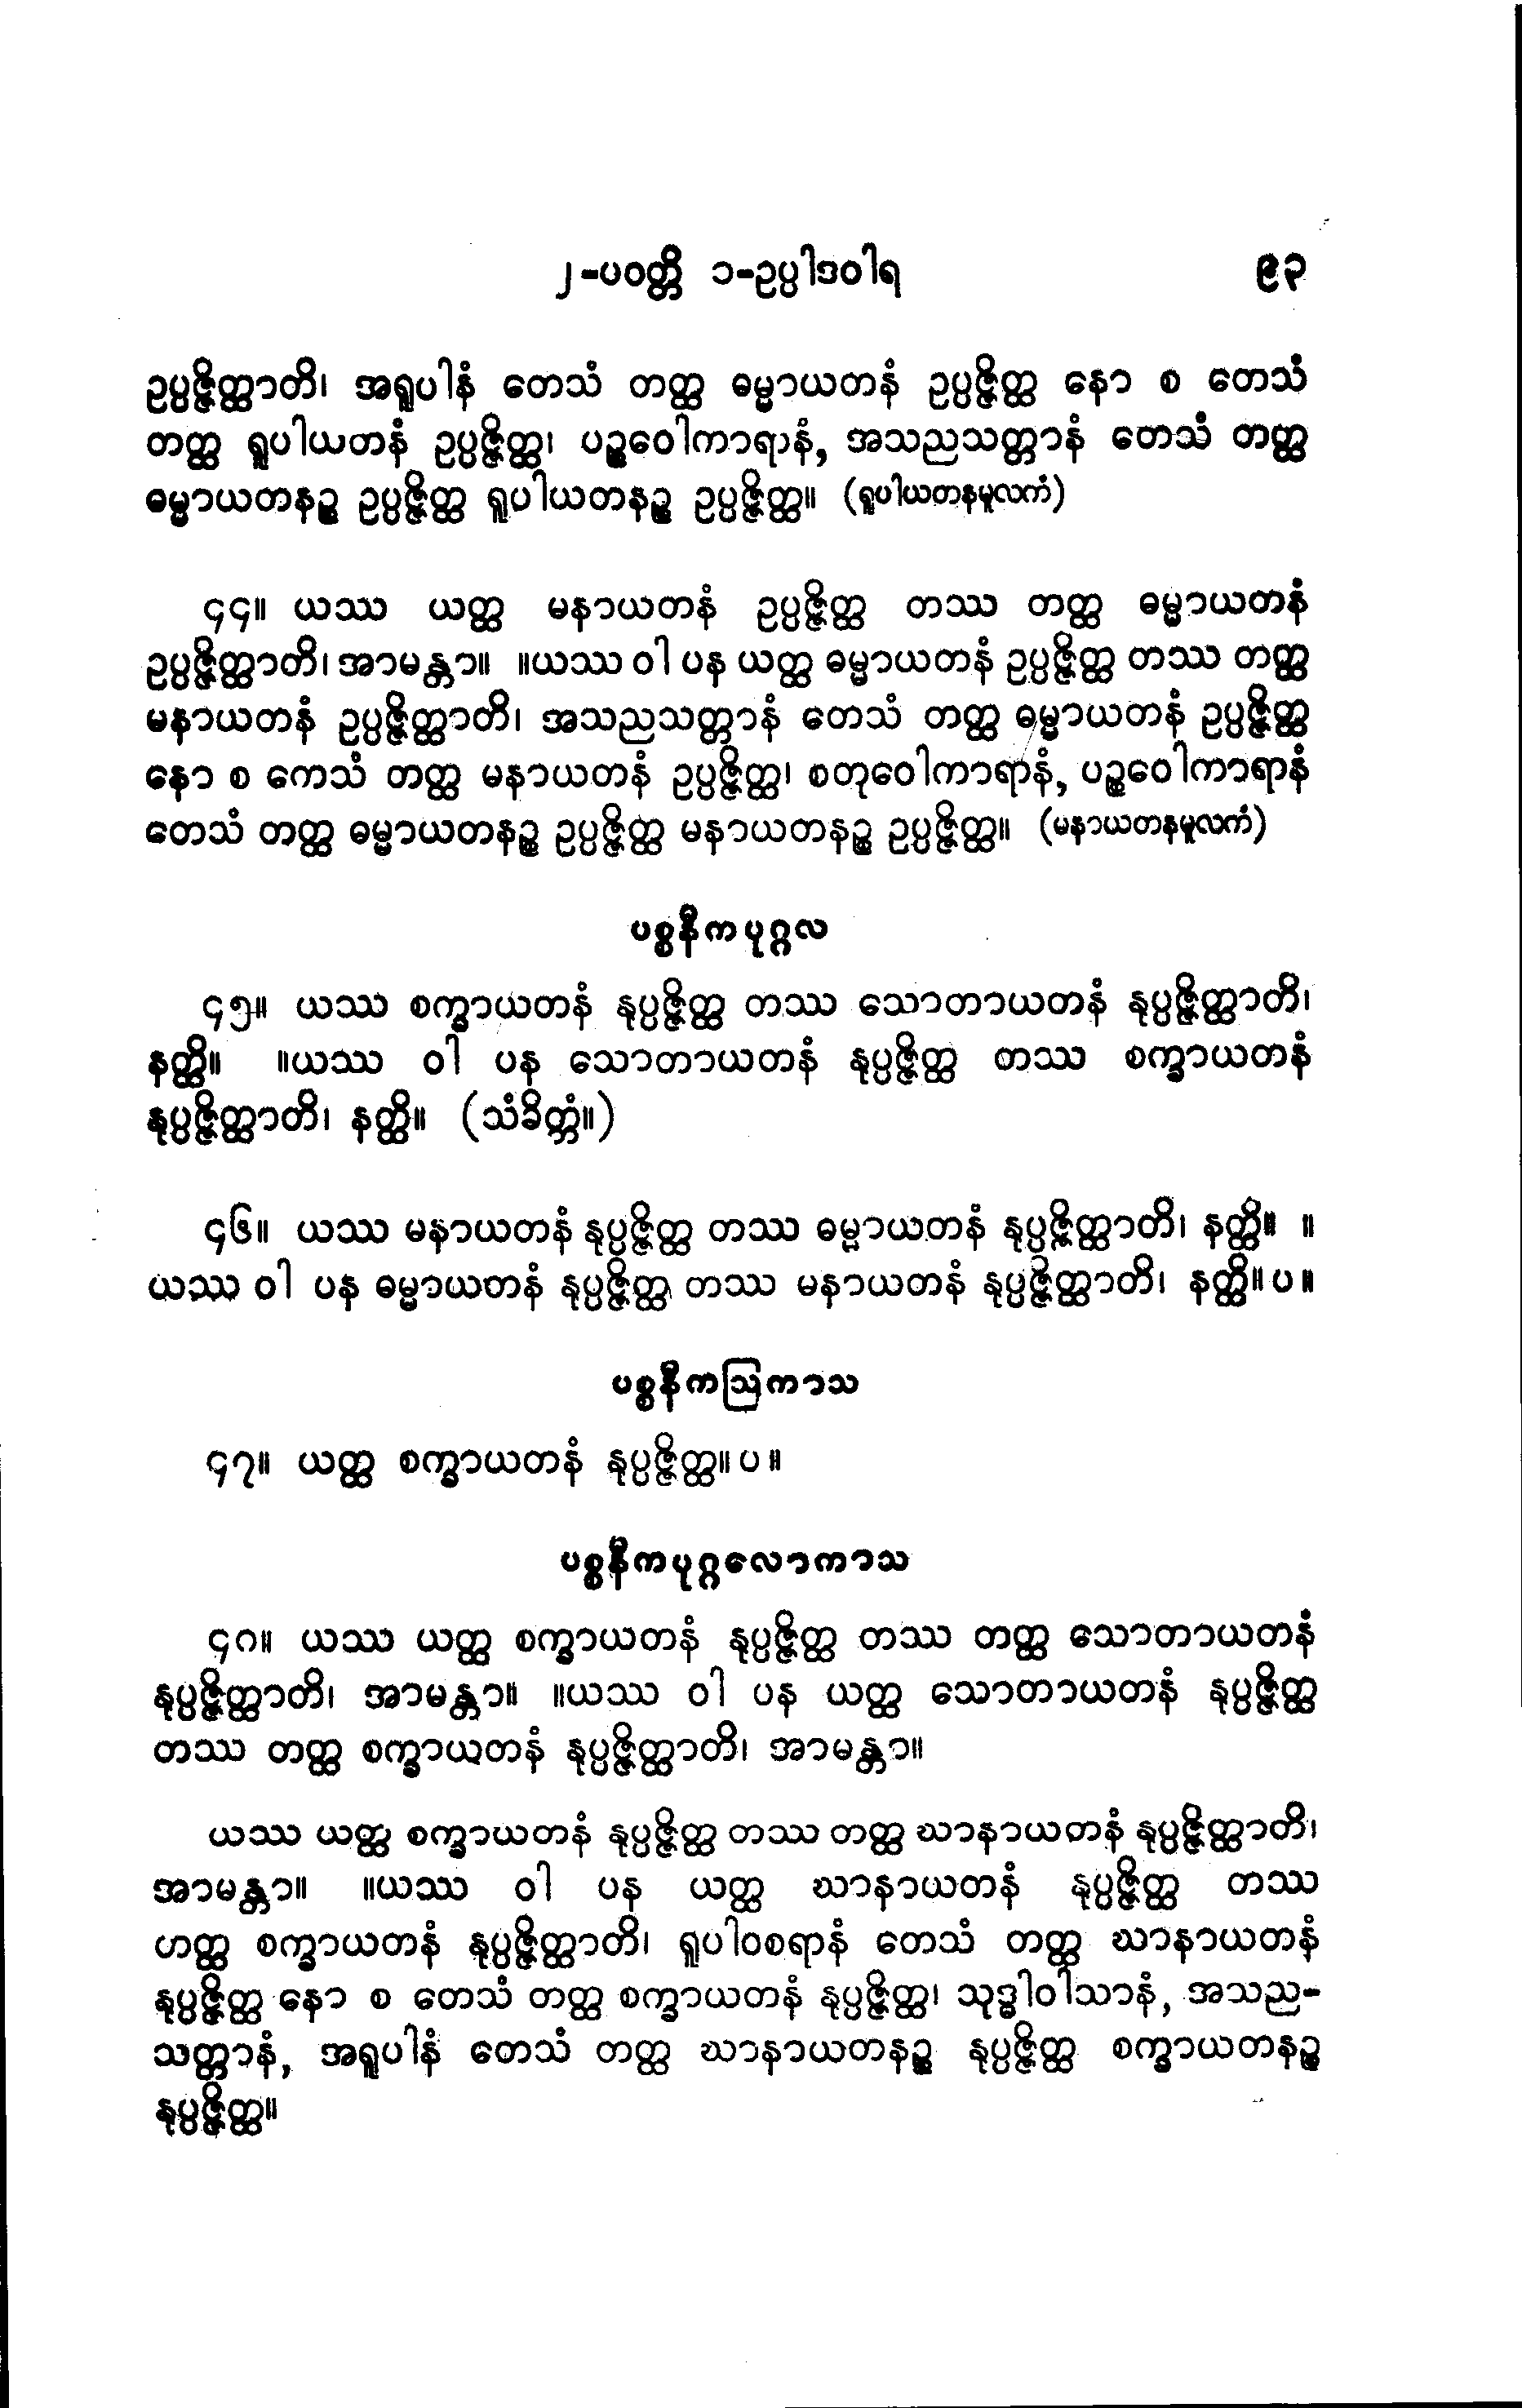 ၂-ပဝတ္တိ ၁-ဥပ္ပါဒဝါရ ၉၃
ဥပ္ပဇ္ဇိတ္ထာတိ၊ အရူပါနံ တေသံ တတ္ထ ဓမ္မာယတနံ ဥပ္ပဇ္ဇိတ္ထ နော စ တေသံ
တတ္ထ ရူပါယတနံ ဥပ္ပဇ္ဇိတ္ထ၊ ပဉ္စဝေါကာရာနံ, အသညသတ္တာနံ တေသံ တတ္ထ
ဓမ္မာယတနဉ္စ ဥပ္ပဇ္ဇိတ္ထ ရူပါယတနဉ္စ ဥပ္ပဇ္ဇိတ္ထ။ (ရူပါယတနမူလကံ)
၄၄။ ယဿ ယတ္ထ မနာယတနံ ဥပ္ပဇ္ဇိတ္ထ တဿ တတ္ထ ဓမ္မာယတနံ
ဥပ္ပဇ္ဇိတ္ထာတိ၊ အာမန္တာ။ ။ယဿ ဝါ ပန ယတ္ထ ဓမ္မာယတနံ ဥပ္ပဇ္ဇိတ္ထ တဿ တတ္ထ
မနာယတနံ ဥပ္ပဇ္ဇိတ္ထာတိ၊ အသညသတ္တာနံ တေသံ တတ္ထ ဓမ္မာယတနံ ဥပ္ပဇ္ဇိတ္ထ
နော စ ကေသံ တတ္ထ မနာယတနံ ဥပ္ပဇ္ဇိတ္ထ၊ စတုဝေါကာရာနံ, ပဉ္စဝေါကာရာနံ
တေသံ တတ္ထ ဓမ္မာယတနဉ္စ ဥပ္ပဇ္ဇိတ္ထ မနာယတနဉ္စ ဥပ္ပဇ္ဇိတ္ထ။ (မနာယတနမူလကံ)
ပစ္စနီကပုဂ္ဂလ
၄၅။ ယဿ စက္ခာယတနံ နုပ္ပဇ္ဇိတ္ထ တဿ သောတာယတနံ နုပ္ပဇ္ဇိတ္ထာတိ၊
နတ္ထိ။ ။ယဿ ဝါ ပန သောတာယတနံ နုပ္ပဇ္ဇိတ္ထ တဿ စက္ခာယတနံ
နုပ္ပဇ္ဇိတ္ထာတိ၊ နတ္ထိ။ (သံခိတ္တံ။)
၄၆။ ယဿ မနာယတနံ နုပ္ပဇ္ဇိတ္ထ တဿ ဓမ္မာယတနံ နုပ္ပဇ္ဇိတ္ထာတိ၊ နတ္ထိ။ ။
ယဿ ဝါ ပန ဓမ္မာယတနံ နုပ္ပဇ္ဇိတ္ထ တဿ မနာယတနံ နုပ္ပဇ္ဇိတ္ထာတိ၊ နတ္ထိ။ပ။
ပစ္စနီကဩကာသ
၄၇။ ယတ္ထ စက္ခာယတနံ နုပ္ပဇ္ဇိတ္ထ။ပ။
ပစ္စနီကပုဂ္ဂလောကာသ
၄၈။ ယဿ ယတ္ထ စက္ခာယတနံ နုပ္ပဇ္ဇိတ္ထ တဿ တတ္ထ သောတာယတနံ
နုပ္ပဇ္ဇိတ္ထာတိ၊ အာမန္တာ။ ။ယဿ ဝါ ပန ယတ္ထ သောတာယတနံ နုပ္ပဇ္ဇိတ္ထ
တဿ တတ္ထ စက္ခာယတနံ နုပ္ပဇ္ဇိတ္ထာတိ၊ အာမန္တာ။
ယဿ ယတ္ထ စက္ခာယတနံ နုပ္ပဇ္ဇိတ္ထ တဿ တတ္ထ ဃာနာယတနံ နုပ္ပဇ္ဇိတ္ထာတိ၊
အာမန္တာ။ ။ယဿ ဝါ ပန ယတ္ထ ဃာနာယတနံ နုပ္ပဇ္ဇိတ္ထ တဿ
ဟတ္ထ စက္ခာယတနံ နုပ္ပဇ္ဇိတ္ထာတိ၊ ရူပါဝစရာနံ တေသံ တတ္ထ ဃာနာယတနံ
နုပ္ပဇ္ဇိတ္ထ နော စ တေသံ တတ္ထ စက္ခာယတနံ နုပ္ပဇ္ဇိတ္ထ၊ သုဒ္ဓါဝါသာနံ, အသည-
သတ္တာနံ, အရူပါနံ တေသံ တတ္ထ ဃာနာယတနဉ္စ နုပ္ပဇ္ဇိတ္ထ စက္ခာယတနဉ္စ
နုပ္ပဇ္ဇိတ္ထ။